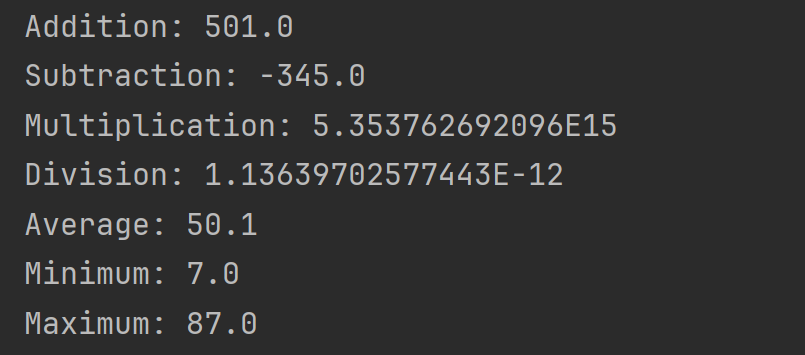 Addition: 501.0
Subtraction: -345.0
Multiplication: 5.353762692096E15
Division: 1.13639702577443E-12
Average: 50.1
Minimum: 7.0
Maximum: 87.0